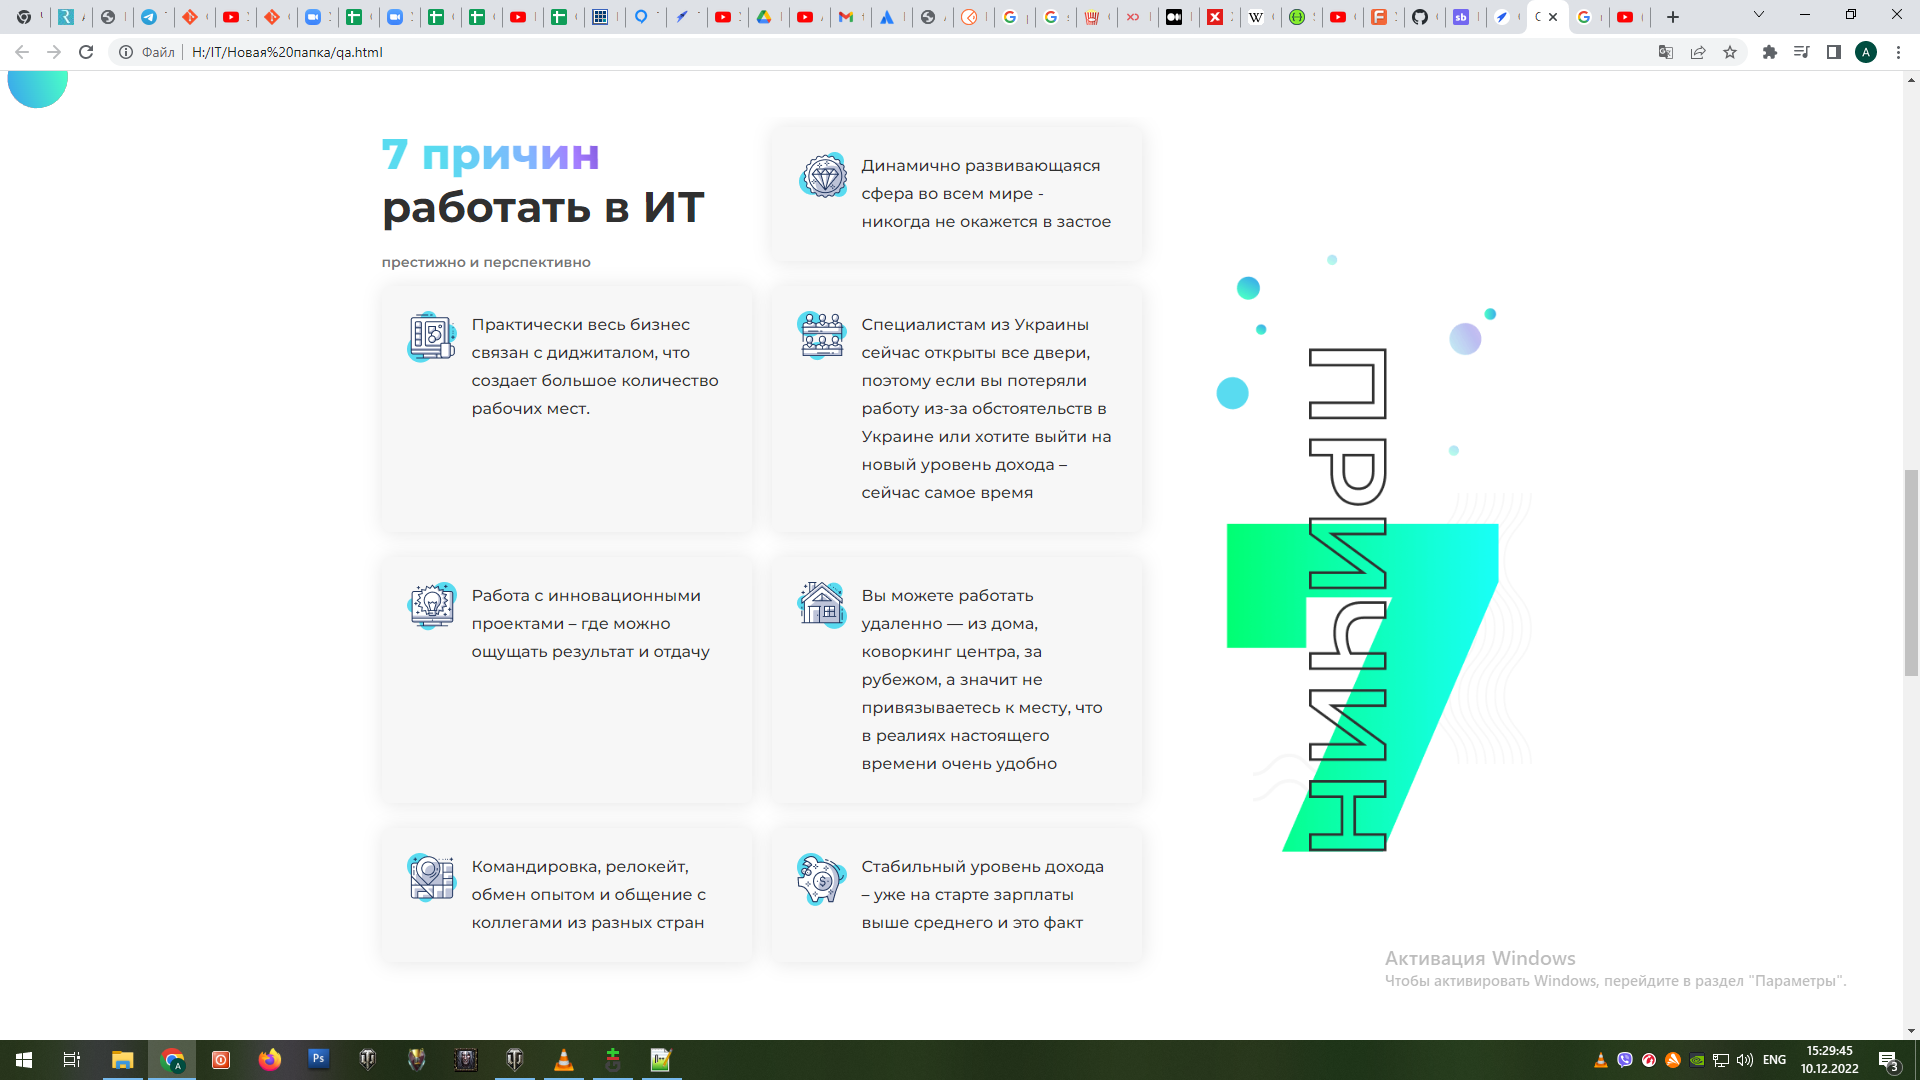 Файл
H:/IT/Новая%20папка/qa.html
7 причин
работать в ИТ
престижно и перспективно
Динамично развивающаяся
сфера во всем мире -
никогда не окажется в застое
Практически весь бизнес
связан с диджиталом, что
создает большое количество
рабочих мест.
Специалистам из Украины
сейчас открыты все двери,
поэтому если вы потеряли
работу из-за обстоятельств в
Украине или хотите выйти на
новый уровень дохода –
сейчас самое время
Работа с инновационными
проектами – где можно
ощущать результат и отдачу
Вы можете работать
удаленно — из дома,
коворкинг центра, за
рубежом, а значит не
привязываетесь к месту, что
в реалиях настоящего
времени очень удобно
Командировка, релокейт,
обмен опытом и общение с
коллегами из разных стран
Стабильный уровень дохода
– уже на старте зарплаты
выше среднего и это факт
7
ПРИЧИН
Активация Windows
Чтобы активировать Windows, перейдите в раздел "Параметры".
ENG
15:29:45
10.12.2022
3